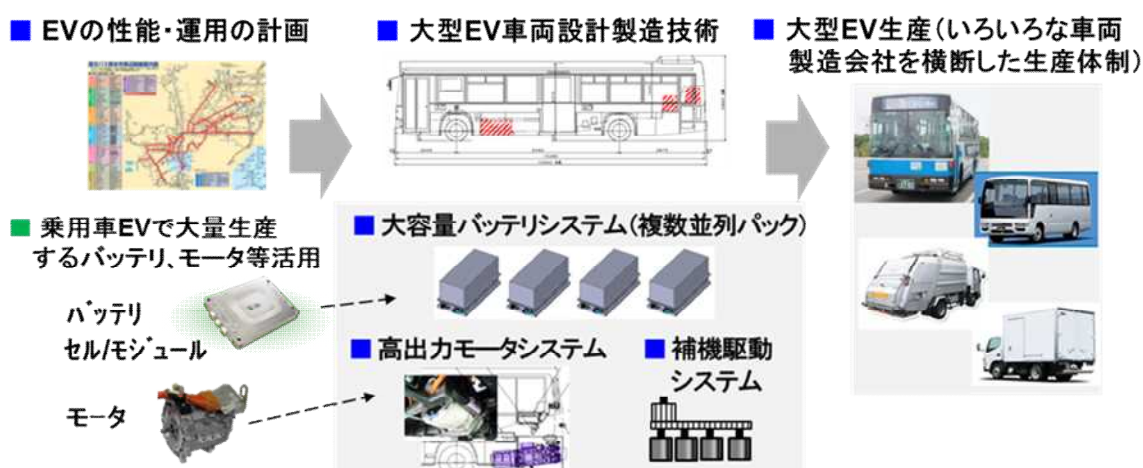 ■ EVの性能・運用の計画
■ 大型EV車両設計製造技術
■ 大型EV生産(いろいろな車両
製造会社を横断した生産体制)
■ 乗用車EVで大量生産
するバッテリ、モータ等活用
バッテリ
セル/モジュール
モータ
■ 大容量バッテリシステム(複数並列パック)
■ 高出力モータシステム
■ 補機駆動
システム